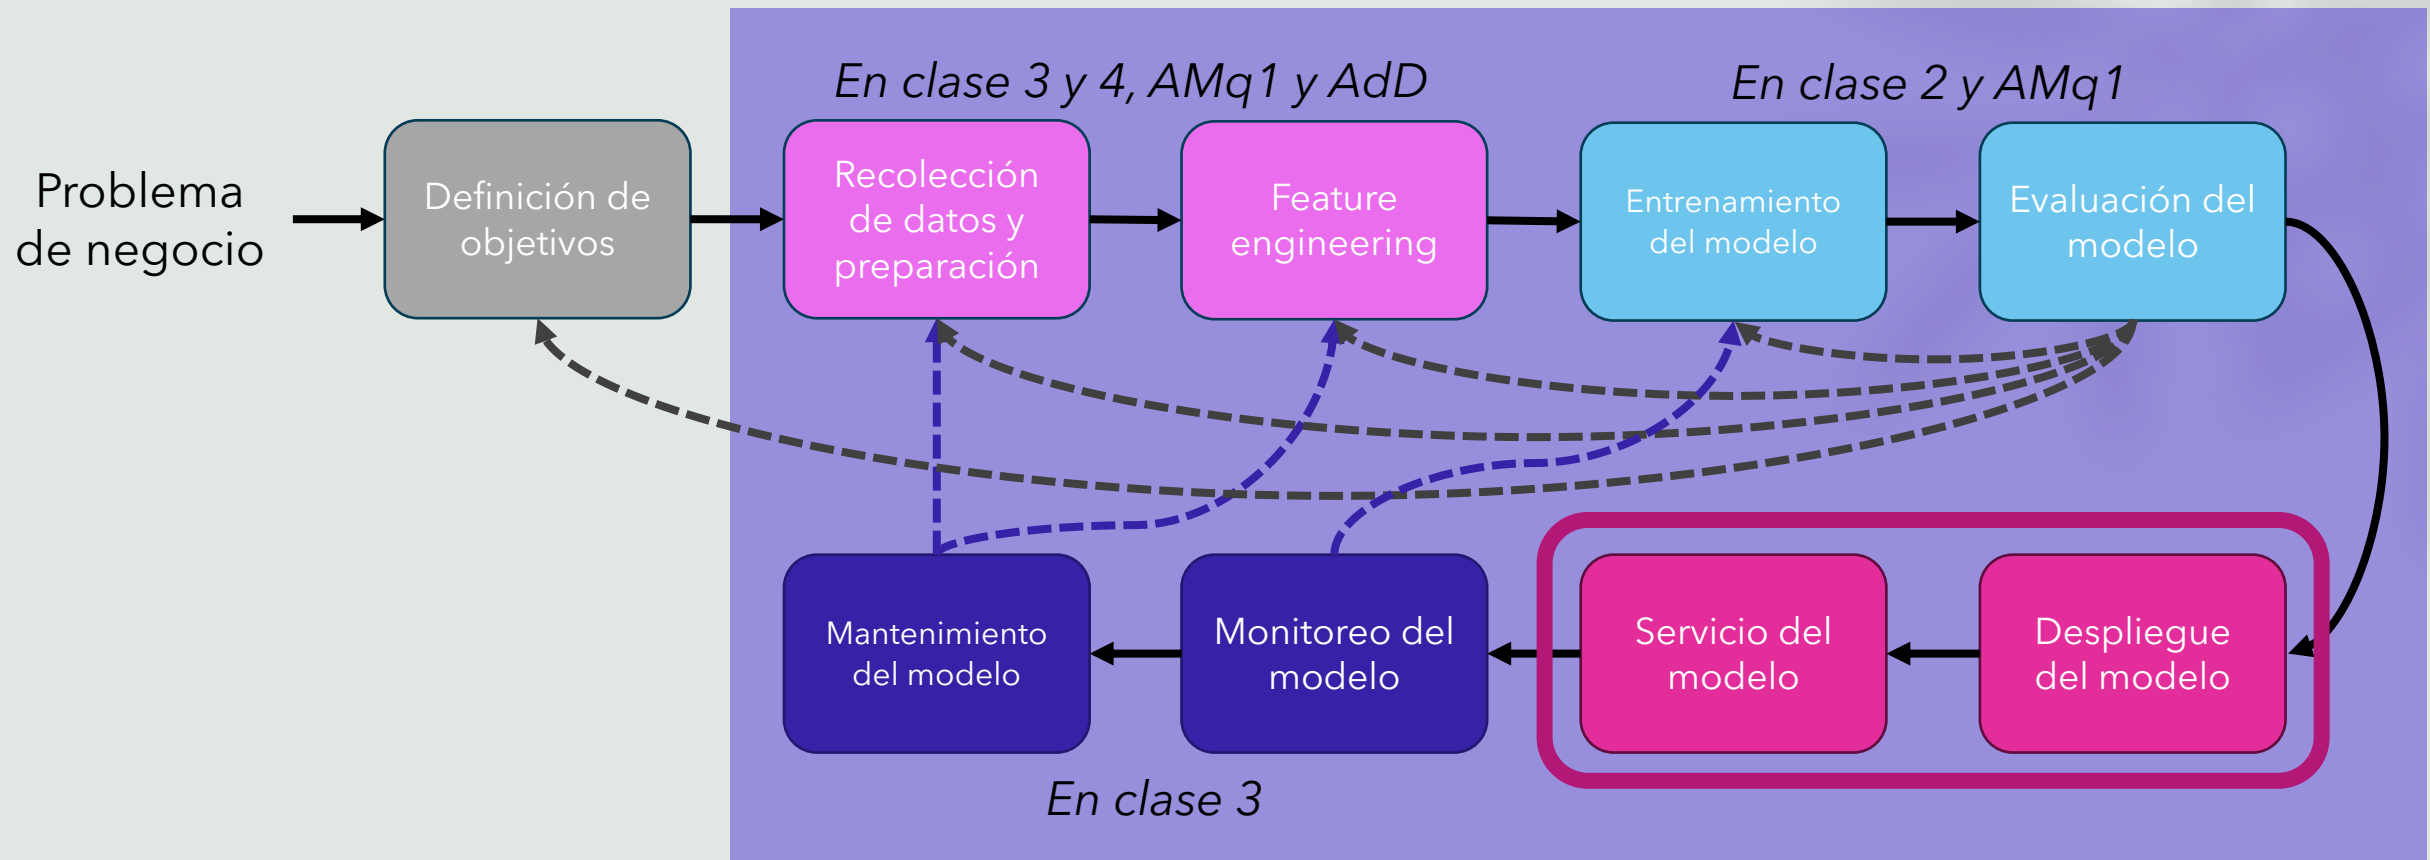 En clase 3 y 4, AMq1 y AdD
En clase 2 y AMq1
Problema
de negocio
Definición de
objetivos
Recolección
de datos y
preparación
Feature
engineering
Entrenamiento
del modelo
Evaluación del
modelo
Mantenimiento
del modelo
Monitoreo del
modelo
Servicio del
modelo
Despliegue
del modelo
En clase 3